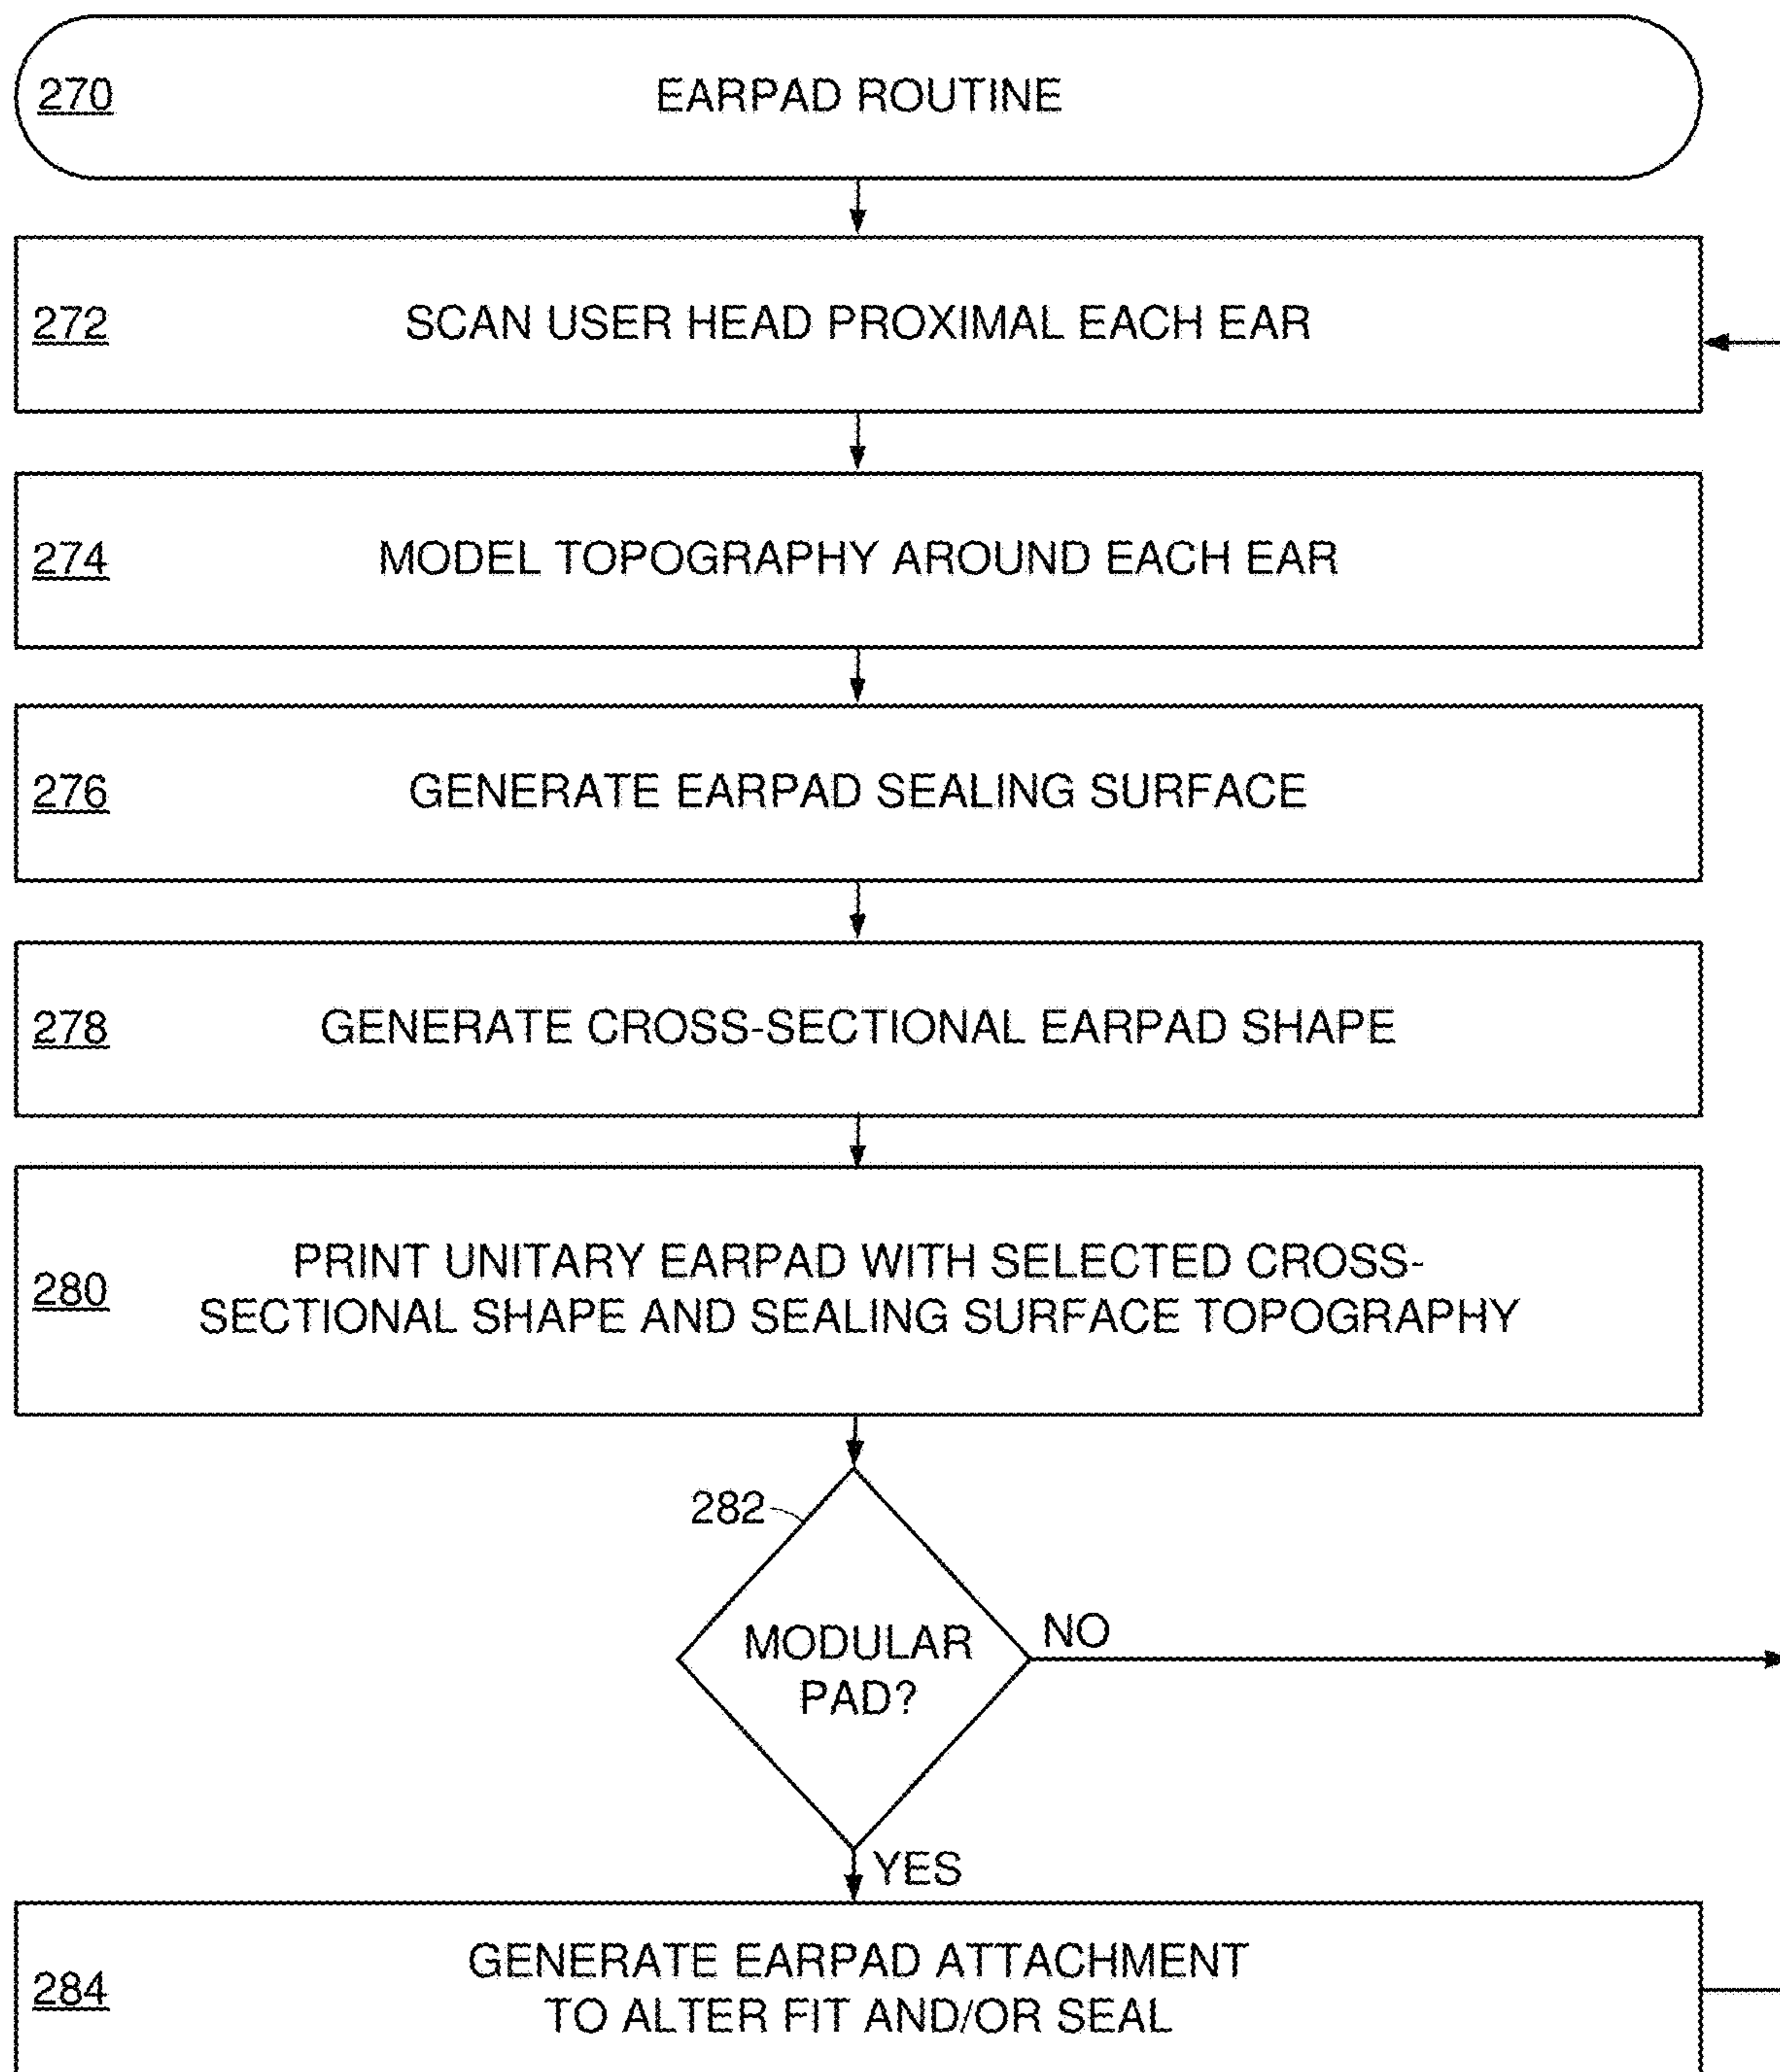 270 EARPAD ROUTINE
272 SCAN USER HEAD PROXIMAL EACH EAR
274 MODEL TOPOGRAPHY AROUND EACH EAR
276 GENERATE EARPAD SEALING SURFACE
278 GENERATE CROSS-SECTIONAL EARPAD SHAPE
280 PRINT UNITARY EARPAD WITH SELECTED CROSS-
SECTIONAL SHAPE AND SEALING SURFACE TOPOGRAPHY
282
MODULAR
PAD?
NO
YES
284 GENERATE EARPAD ATTACHMENT
TO ALTER FIT AND/OR SEAL